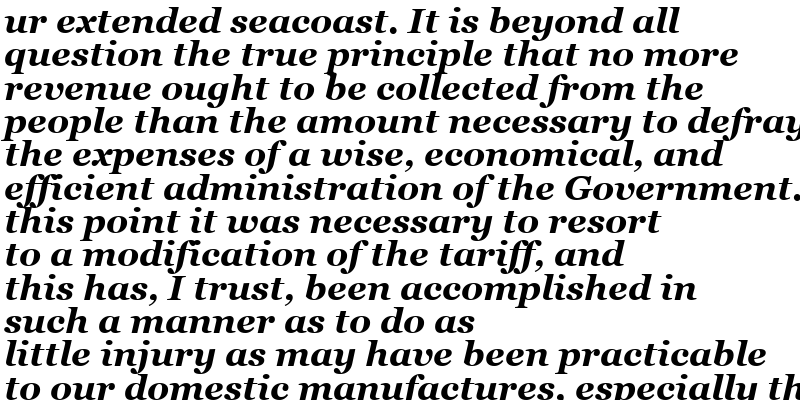 ur extended seacoast. It is beyond all
question the true principle that no more
revenue ought to be collected from the
people than the amount necessary to defray
the expenses of a wise, economical, and
efficient administration of the Government.
this point it was necessary to resort
to a modification of the tariff, and
this has, I trust, been accomplished in
such a manner as to do as
little injury as may have been practicable
to our domestic manufactures, especially th